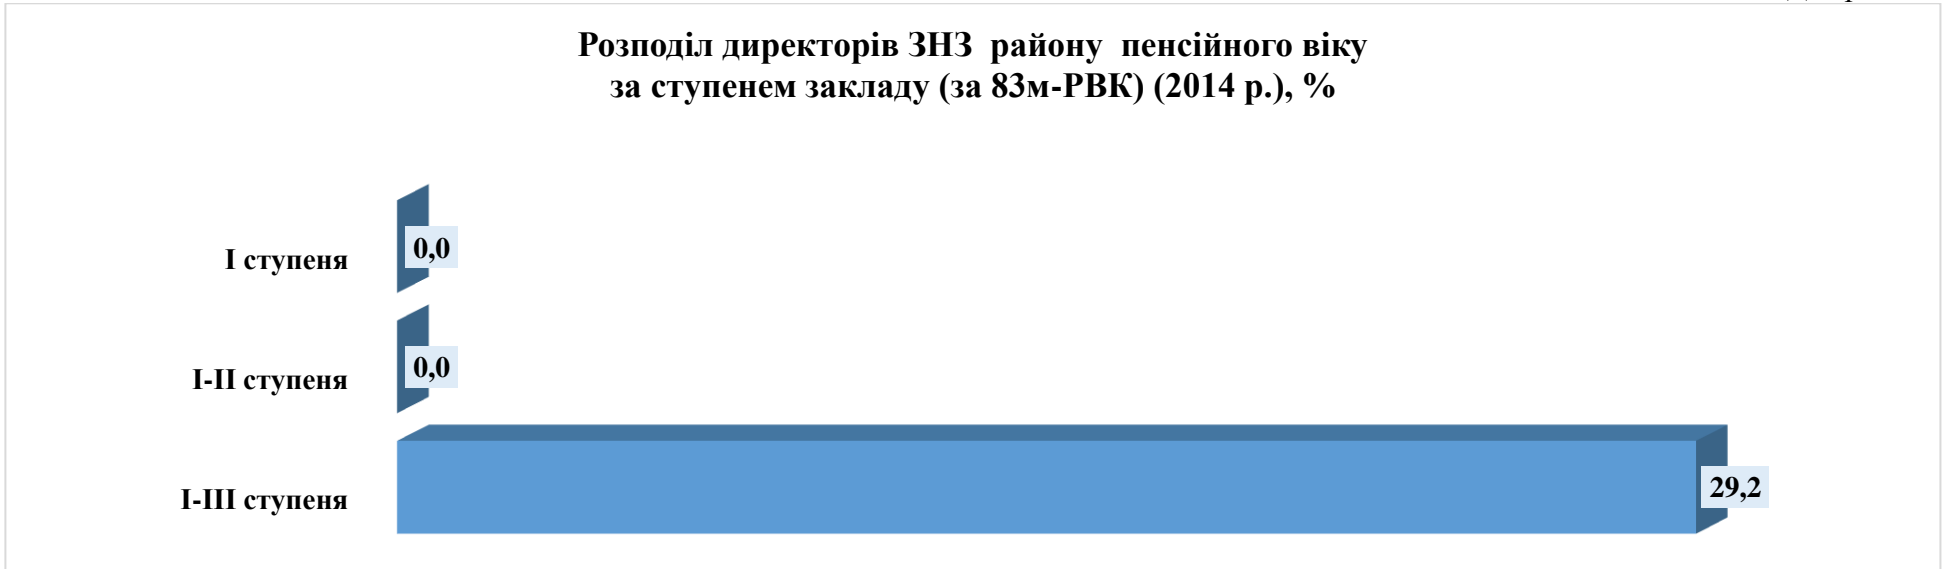 Розподіл директорів ЗНЗ району пенсійного віку
за ступенем закладу (за 83м-РВК) (2014 р.), %
І ступеня
0,0
І-ІІ ступеня
0,0
І-ІІІ ступеня
29,2